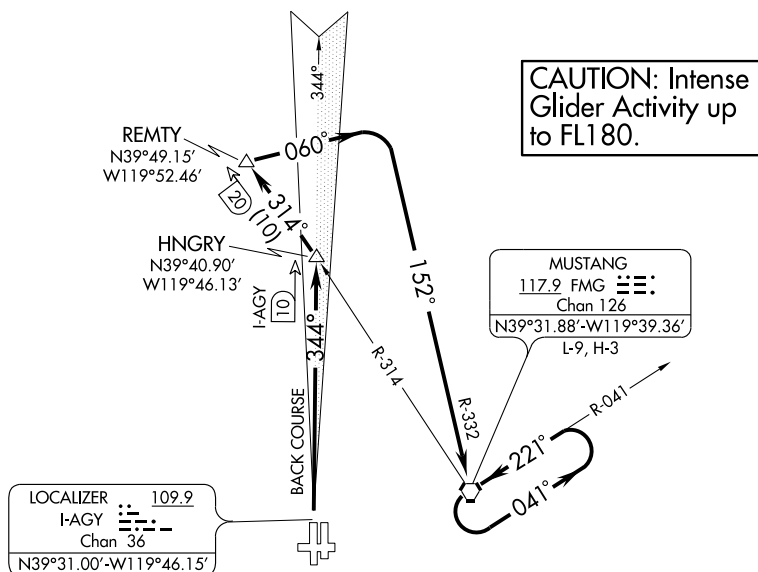 CAUTION: Intense
Glider Activity up
to FL180.
344°
REMTY
N39°49.15'
W119°52.46'
060°
20
314°
(10)
HNGRY
N39°40.90'
W119°46.13'
I-AGY
10
344°
152°
R-314
R-332
MUSTANG
117.9 FMG
Chan 126
N39°31.88'-W119°39.36'
L-9, H-3
R-041
221°
041°
BACK COURSE
LOCALIZER 109.9
I-AGY
Chan 36
N39°31.00'-W119°46.15'